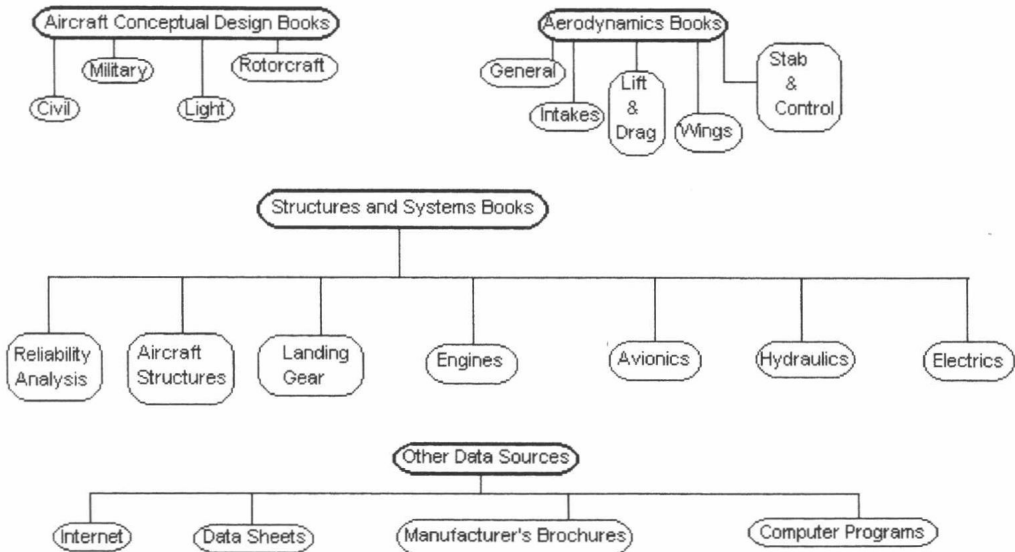 Aircraft Conceptual Design Books
Civil
Military
Light
Rotorcraft
Aerodynamics Books
General
Intakes
Lift
&
Drag
Wings
Stab
&
Control
Structures and Systems Books
Reliability
Analysis
Aircraft
Structures
Landing
Gear
Engines
Avionics
Hydraulics
Electrics
Other Data Sources
Internet
Data Sheets
Manufacturer's Brochures
Computer Programs